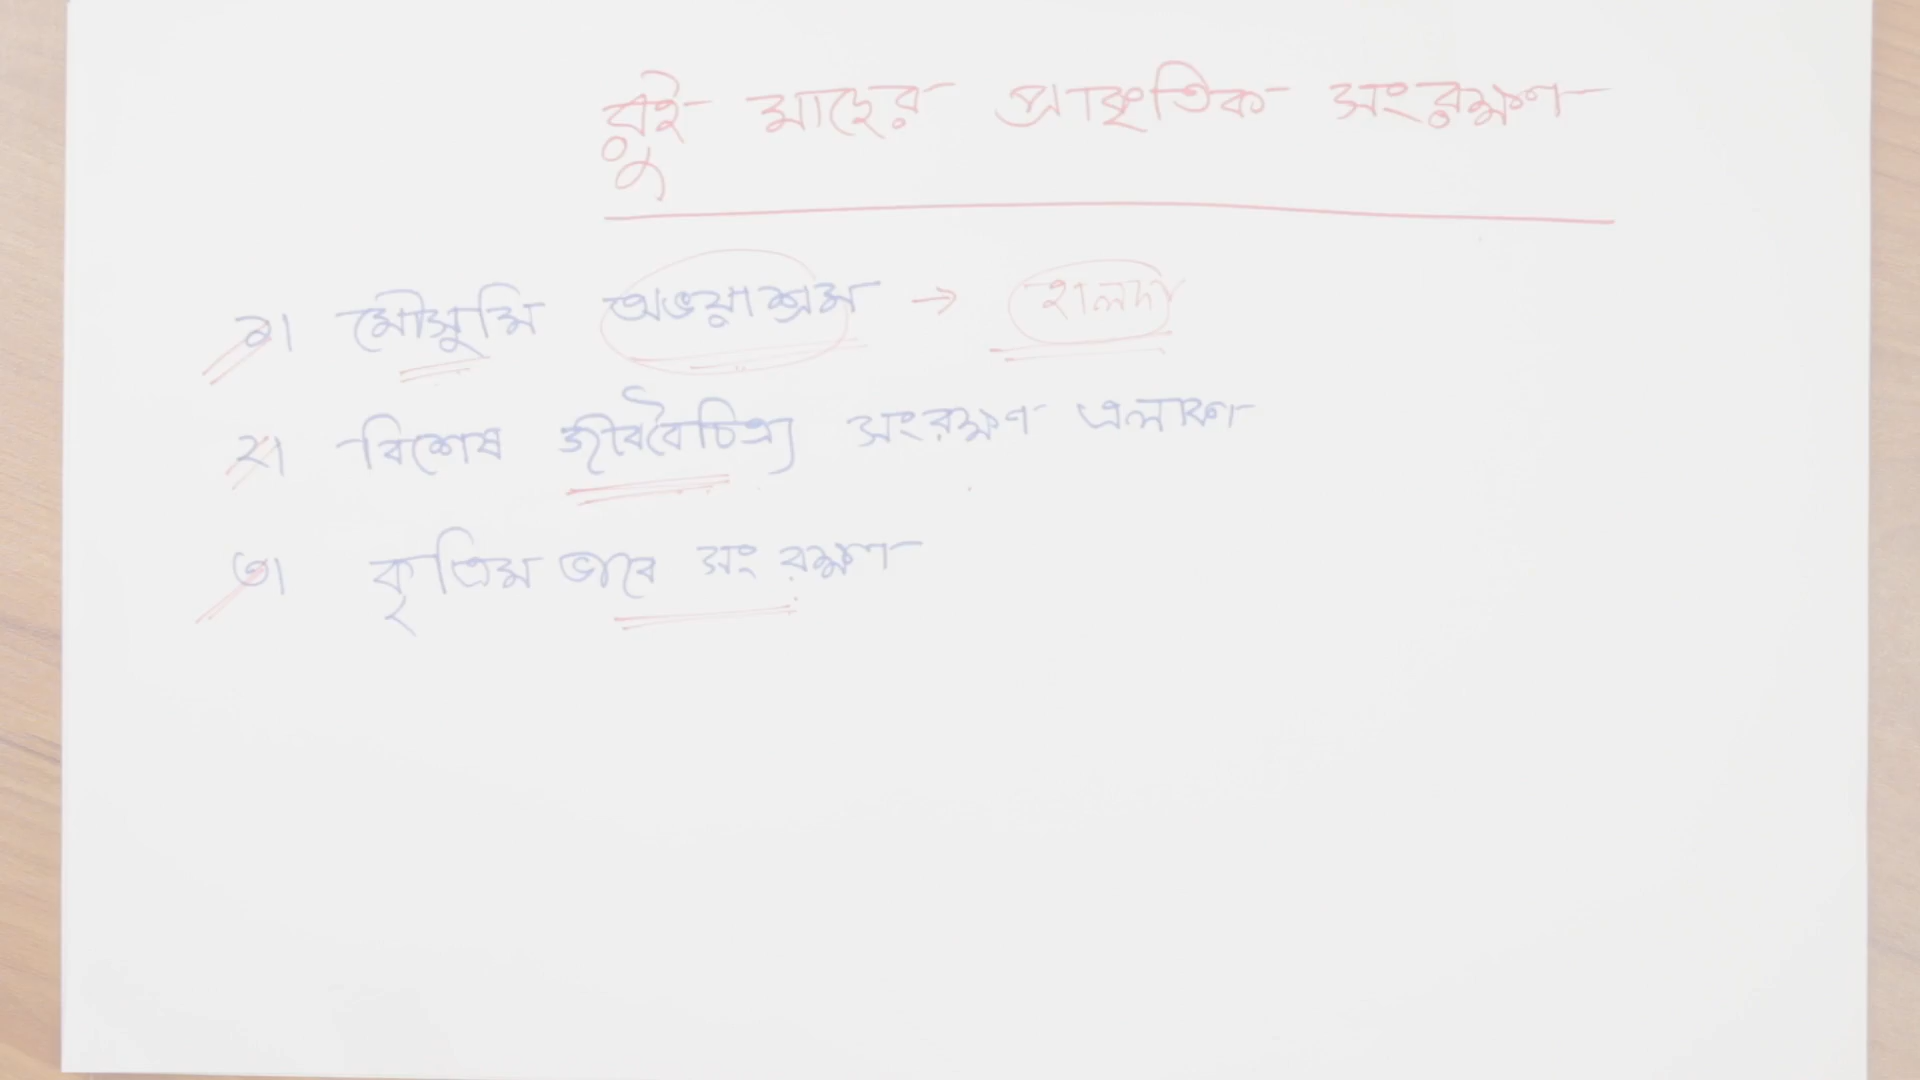 রুই মাছের প্রাকৃতিক সংরক্ষণ
১। মৌসুমি অভয়াশ্রম → হালদা
২। বিশেষ জীববৈচিত্র্য সংরক্ষণ এলাকা
৩। কৃত্রিম ভাবে সংরক্ষণ